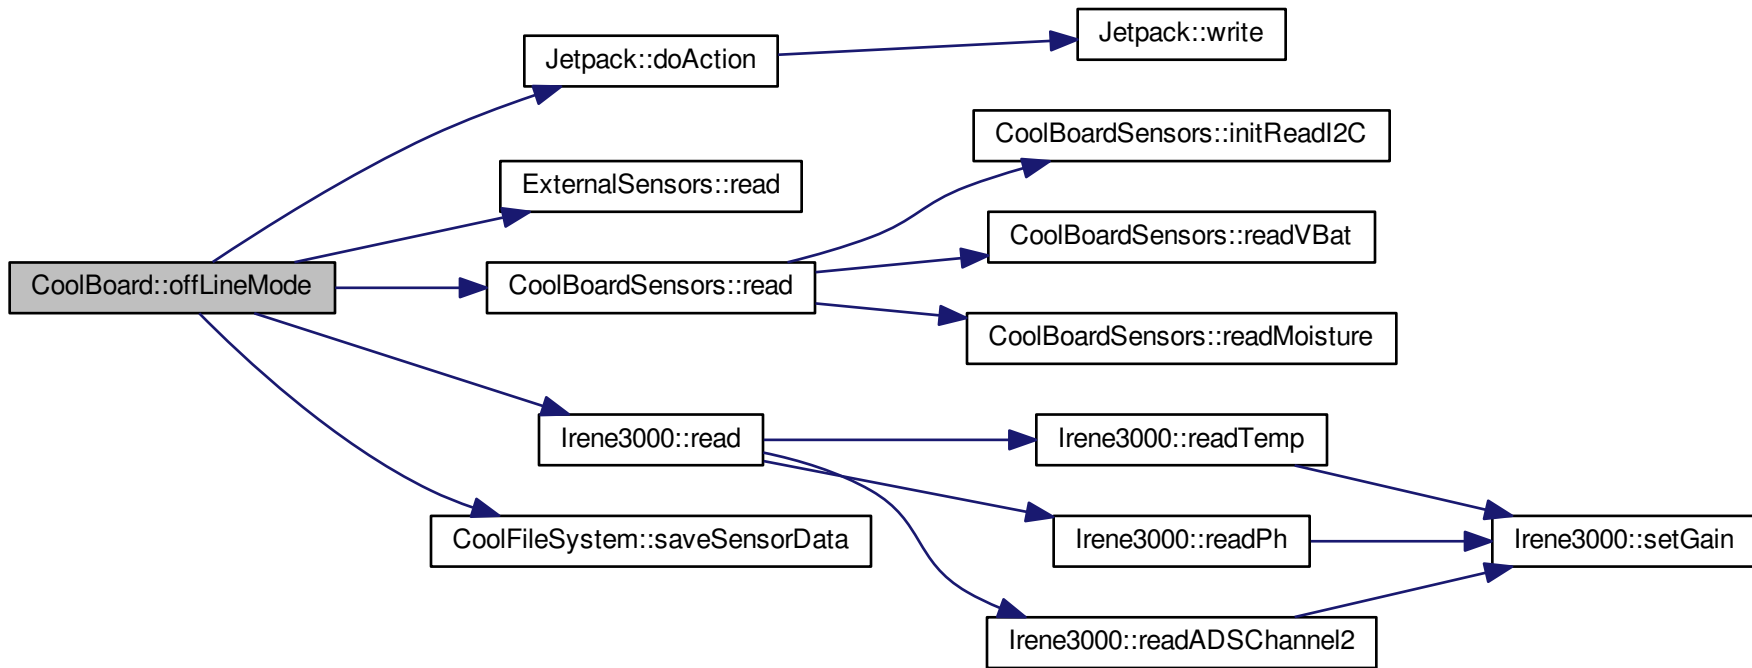 Jetpack::write
Jetpack::doAction
CoolBoardSensors::initReadI2C
ExternalSensors::read
CoolBoardSensors::readVBat
CoolBoard::offLineMode
CoolBoardSensors::read
CoolBoardSensors::readMoisture
Irene3000::read
Irene3000::readTemp
CoolFileSystem::saveSensorData
Irene3000::readPh
Irene3000::setGain
Irene3000::readADSChannel2